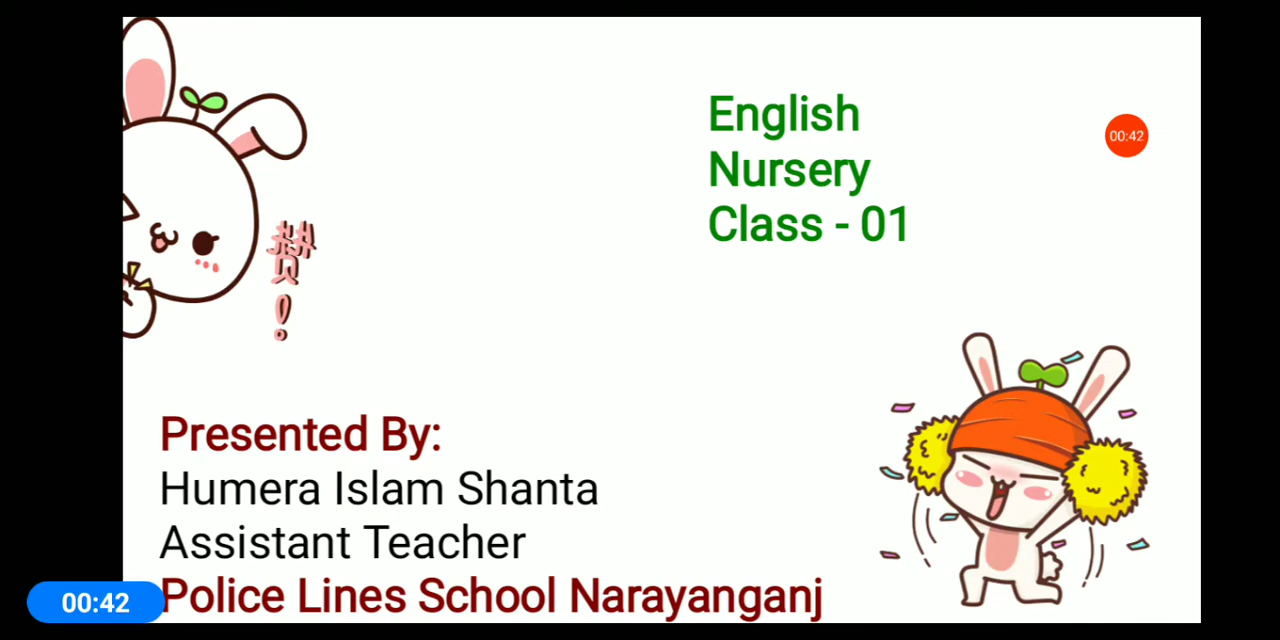 English
Nursery
Class - 01
00:42
赞!
Presented By:
Humera Islam Shanta
Assistant Teacher
Police Lines School Narayanganj
00:42